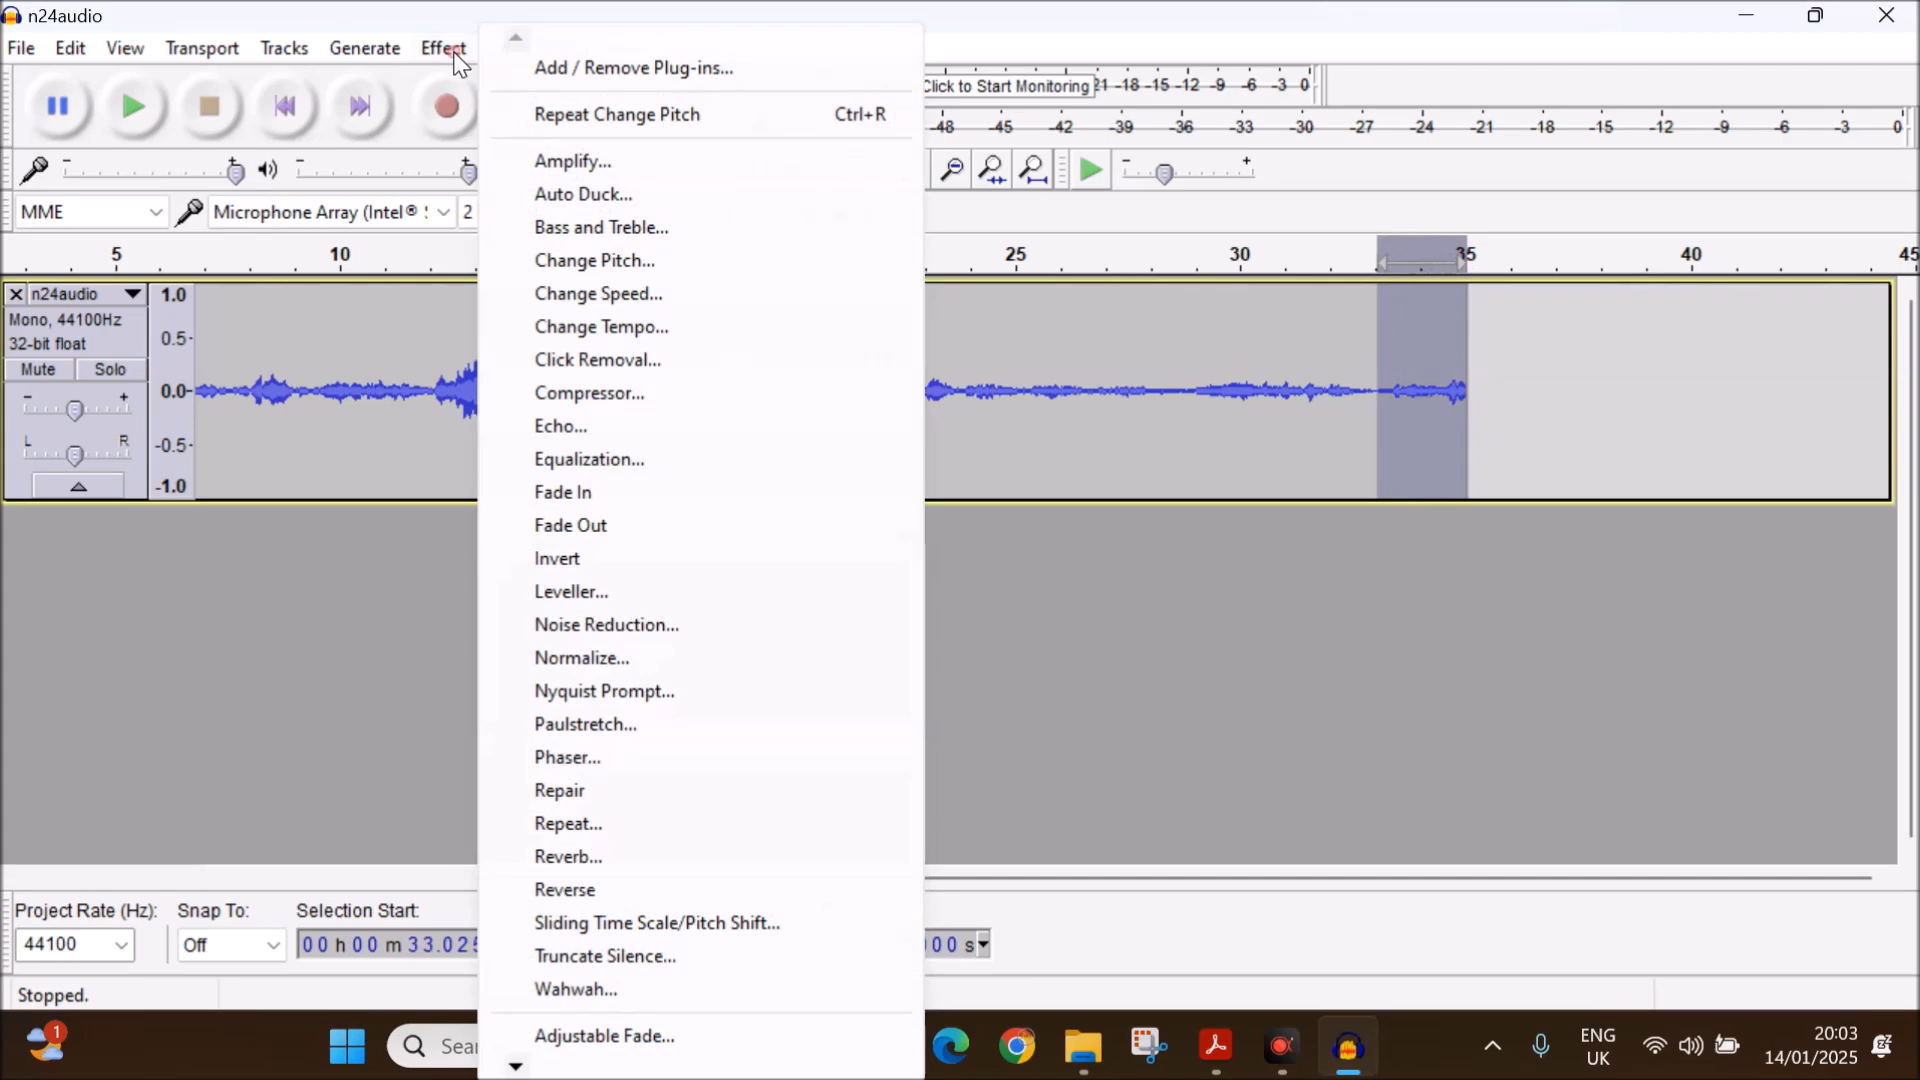 n24audio
File Edit View Transport Tracks Generate Effect
Add / Remove Plug-ins...
Repeat Change Pitch Ctrl+R
Amplify...
Auto Duck...
Bass and Treble...
Change Pitch...
Change Speed...
Change Tempo...
Click Removal...
Compressor...
Echo...
Equalization...
Fade In
Fade Out
Invert
Leveller...
Noise Reduction...
Normalize...
Nyquist Prompt...
Paulstretch...
Phaser...
Repair
Repeat...
Reverb...
Reverse
Sliding Time Scale/Pitch Shift...
Truncate Silence...
Wahwah...
Adjustable Fade...
Click to Start Monitoring 21 -18 -15 -12 -9 -6 -3 0
-48 -45 -42 -39 -36 -33 -30 -27 -24 -21 -18 -15 -12 -9 -6 -3 0
MME Microphone Array (Intel® 2
5 10 25 30 35 40 45
n24audio
Mono, 44100Hz
32-bit float
Mute Solo
- +
L R
1.0
0.5-
0.0-
-0.5-
-1.0
Project Rate (Hz): Snap To: Selection Start:
44100 Off 00 h 00 m 33.025 00 s
Stopped.
1
Sear
ENG
UK
20:03
14/01/2025